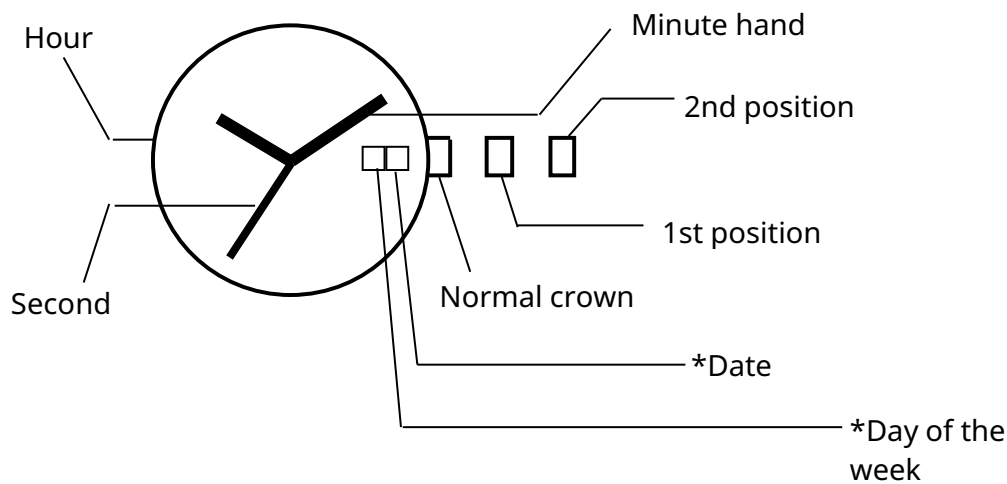 Minute hand
Hour
2nd position
1st position
Normal crown
Second
*Date
*Day of the
week